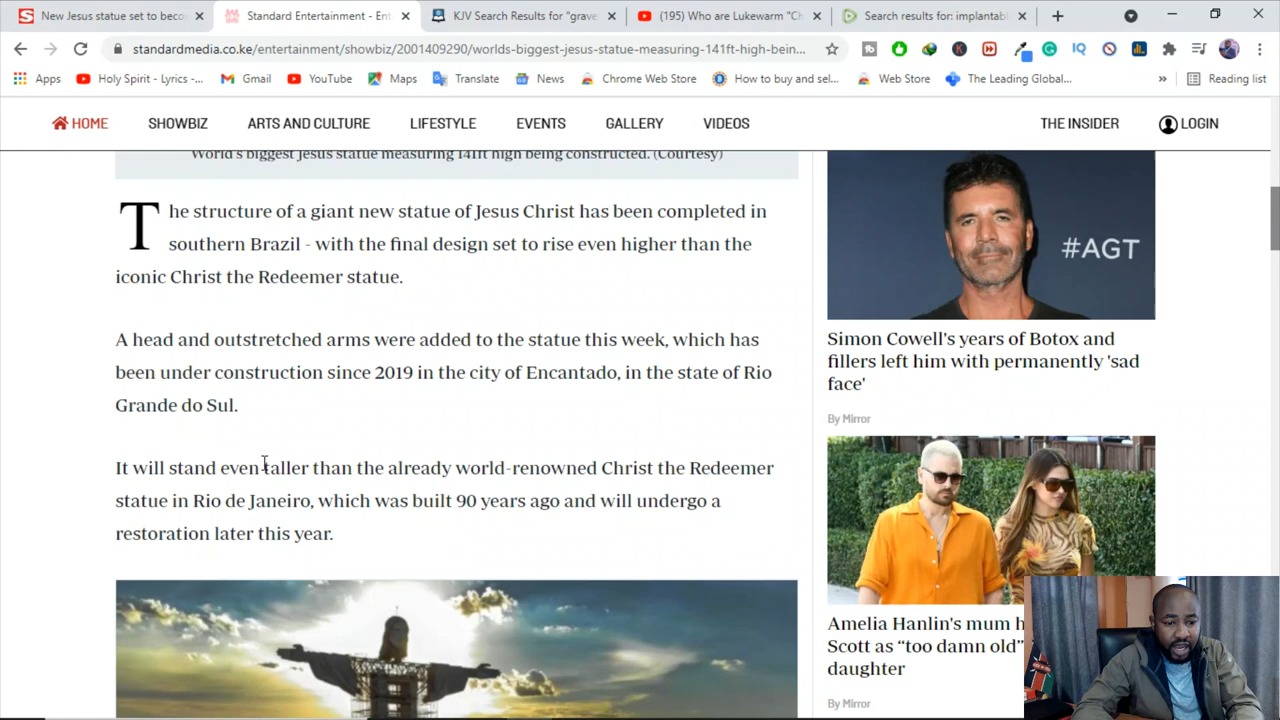 New Jesus statue set to beco
Standard Entertainment - Ent
KJV Search Results for "grave
(195) Who are Lukewarm "Ch
Search results for: implantab
standardmedia.co.ke/entertainment/showbiz/2001409290/worlds-biggest-jesus-statue-measuring-141ft-high-bein...
Apps
Holy Spirit - Lyrics -...
Gmail
YouTube
Maps
Translate
News
Chrome Web Store
How to buy and sel...
Web Store
The Leading Global...
»
Reading list
HOME
SHOWBIZ
ARTS AND CULTURE
LIFESTYLE
EVENTS
GALLERY
VIDEOS
THE INSIDER
LOGIN
World's biggest Jesus statue measuring 141ft high being constructed. (Courtesy)
The structure of a giant new statue of Jesus Christ has been completed in
southern Brazil - with the final design set to rise even higher than the
iconic Christ the Redeemer statue.
A head and outstretched arms were added to the statue this week, which has
been under construction since 2019 in the city of Encantado, in the state of Rio
Grande do Sul.
It will stand even taller than the already world-renowned Christ the Redeemer
statue in Rio de Janeiro, which was built 90 years ago and will undergo a
restoration later this year.
#AGT
Simon Cowell's years of Botox and
fillers left him with permanently 'sad
face'
By Mirror
Amelia Hanlin's mum h
Scott as “too damn old”
daughter
By Mirror